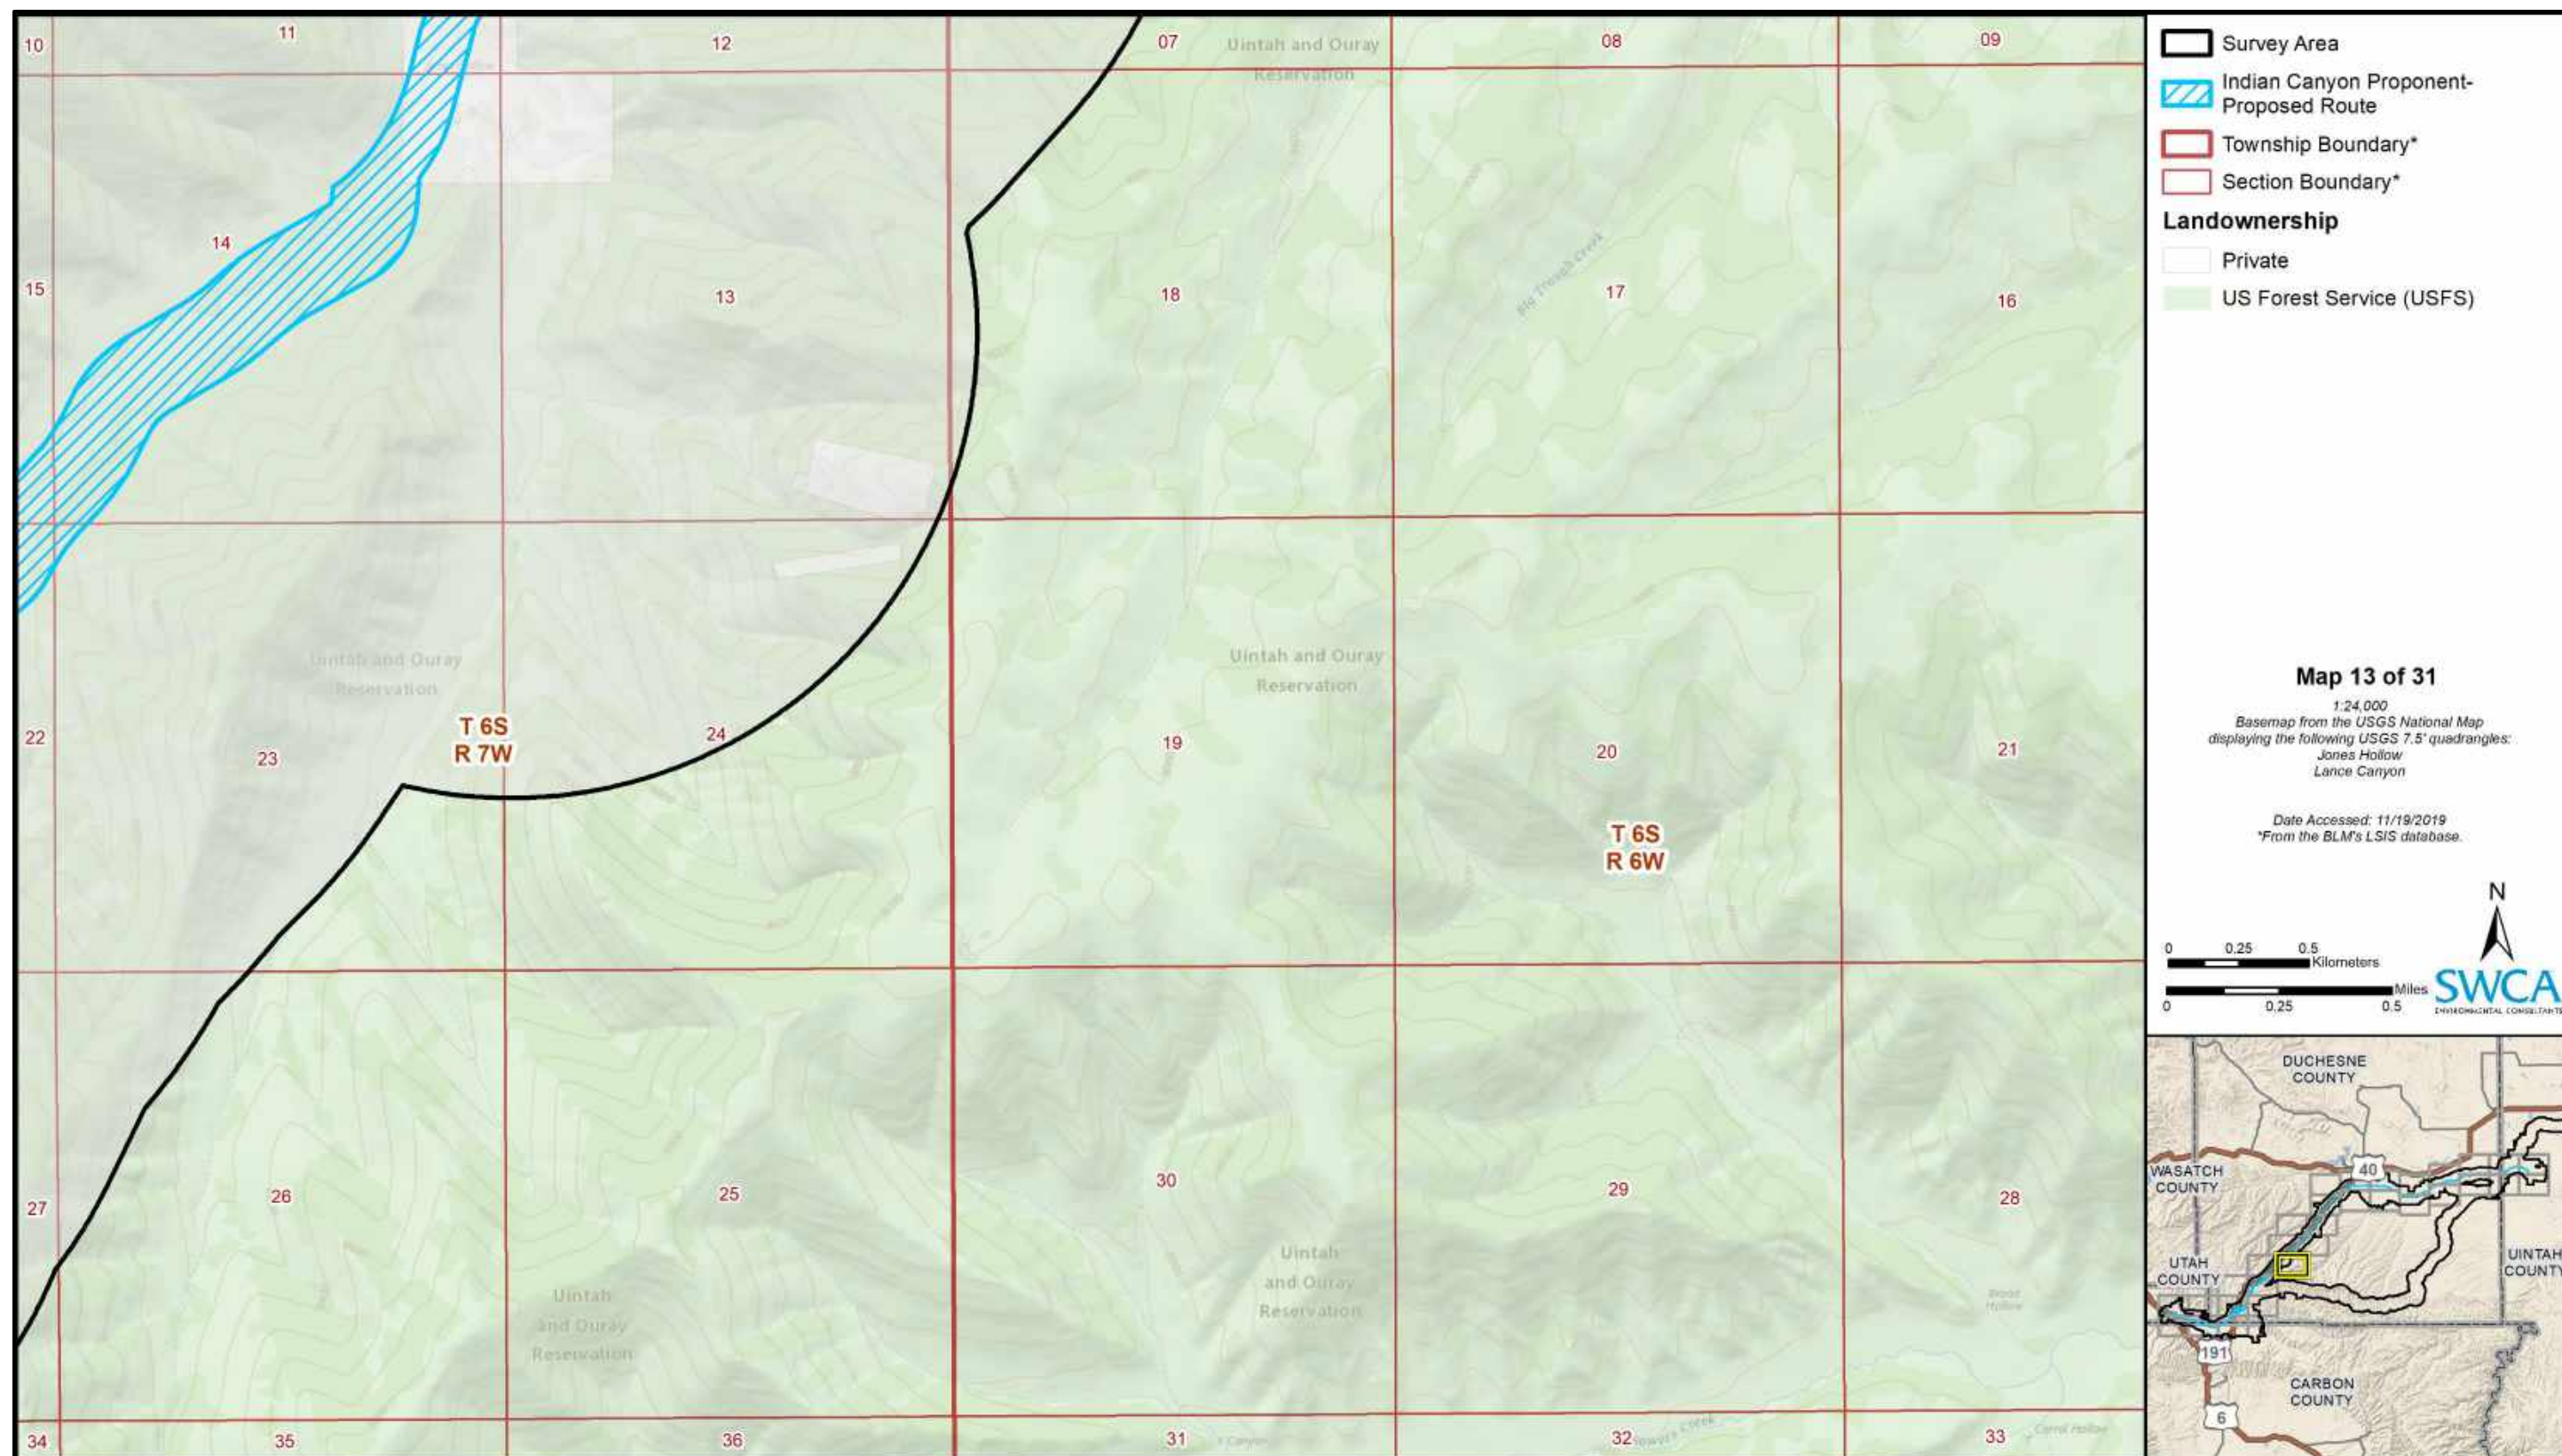 10
11
12
07
Uintah and Ouray
Reservation
08
09
14
15
13
18
Big Trough Creek
17
16
Uintah and Ouray
Reservation
Uintah and Ouray
Reservation
T 6S
R 7W
22
23
24
19
20
21
T 6S
R 6W
27
26
25
30
29
28
Uintah
and Ouray
Reservation
Uintah
and Ouray
Reservation
34
35
36
31
32
33
Survey Area
Indian Canyon Proponent-
Proposed Route
Township Boundary*
Section Boundary*
Landownership
Private
US Forest Service (USFS)
Map 13 of 31
1:24,000
Basemap from the USGS National Map
displaying the following USGS 7.5' quadrangles:
Jones Hollow
Lance Canyon
Date Accessed: 11/19/2019
*From the BLM's LSIS database.
N
0 0.25 0.5
Kilometers
Miles
0 0.25 0.5
SWCA
ENVIRONMENTAL CONSULTANTS
DUCHESNE
COUNTY
WASATCH
COUNTY
40
UTAH
COUNTY
UINTAH
COUNTY
191
CARBON
COUNTY
6